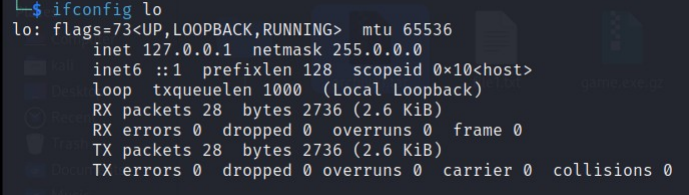 └─$ ifconfig lo
lo: flags=73<UP,LOOPBACK,RUNNING>  mtu 65536
        inet 127.0.0.1  netmask 255.0.0.0
        inet6 ::1  prefixlen 128  scopeid 0×10<host>
        loop  txqueuelen 1000  (Local Loopback)
        RX packets 28  bytes 2736 (2.6 KiB)
        RX errors 0  dropped 0  overruns 0  frame 0
        TX packets 28  bytes 2736 (2.6 KiB)
        TX errors 0  dropped 0 overruns 0  carrier 0  collisions 0